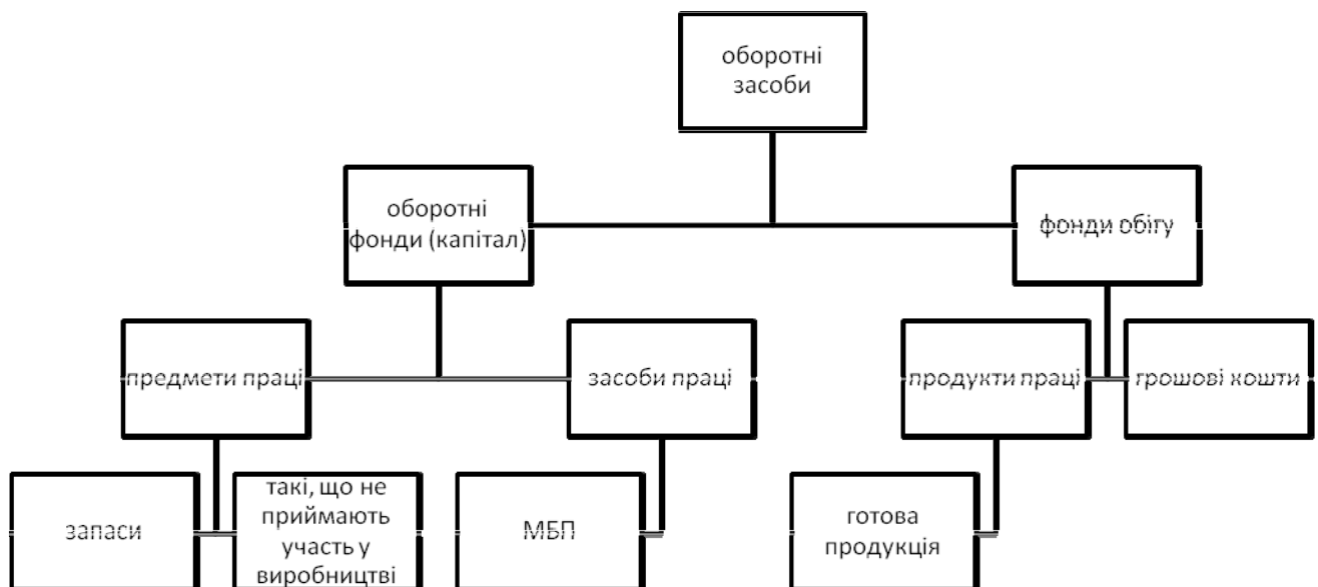 оборотні
засоби
оборотні
фонди (капітал)
фонди обігу
предмети праці
засоби праці
продукти праці
грошові кошти
запаси
такі, що не
приймають
участь у
виробництві
МБП
готова
продукція